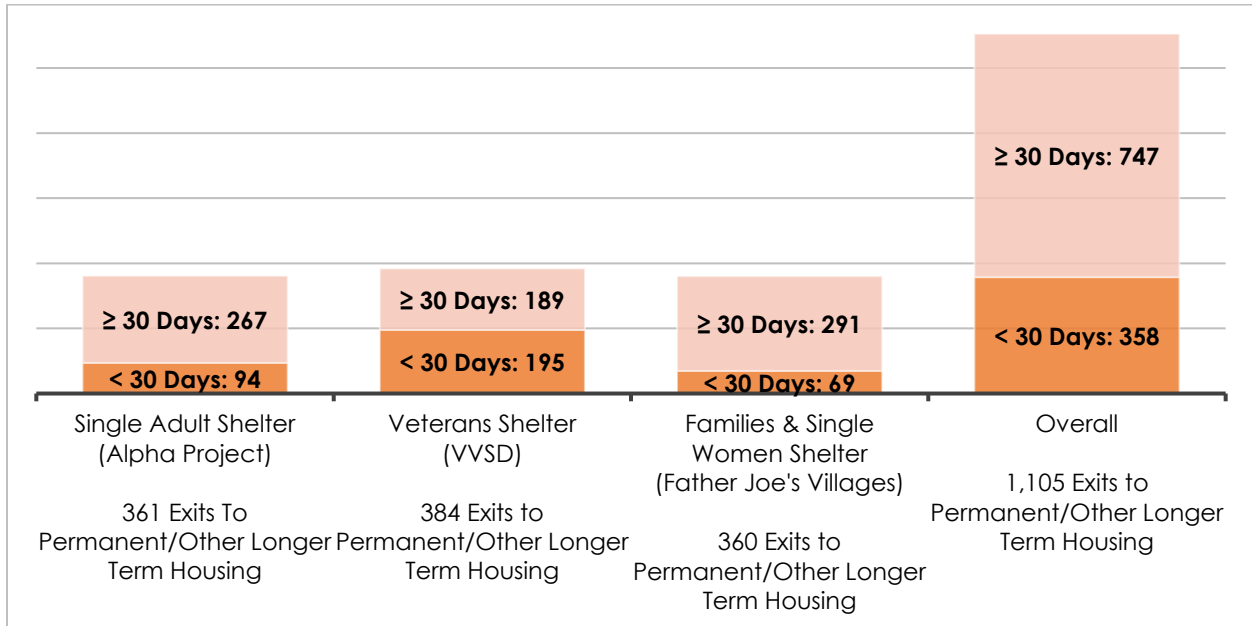 ≥ 30 Days: 747
≥ 30 Days: 267
≥ 30 Days: 189
≥ 30 Days: 291
< 30 Days: 94
< 30 Days: 195
< 30 Days: 69
< 30 Days: 358
Single Adult Shelter
(Alpha Project)
361 Exits To
Permanent/Other Longer
Term Housing
Veterans Shelter
(VVSD)
384 Exits to
Permanent/Other Longer
Term Housing
Families & Single
Women Shelter
(Father Joe's Villages)
360 Exits to
Permanent/Other Longer
Term Housing
Overall
1,105 Exits to
Permanent/Other Longer
Term Housing